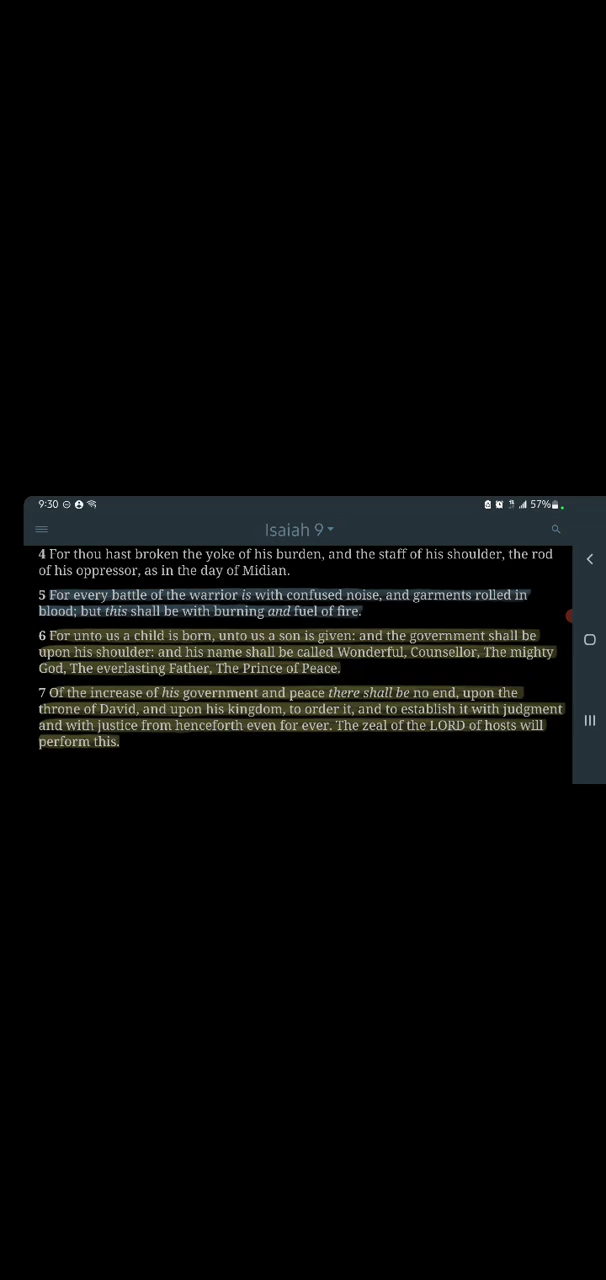 9:30 57%
Isaiah 9
4 For thou hast broken the yoke of his burden, and the staff of his shoulder, the rod
of his oppressor, as in the day of Midian.
5 For every battle of the warrior is with confused noise, and garments rolled in
blood; but this shall be with burning and fuel of fire.
6 For unto us a child is born, unto us a son is given: and the government shall be
upon his shoulder: and his name shall be called Wonderful, Counsellor, The mighty
God, The everlasting Father, The Prince of Peace.
7 Of the increase of his government and peace there shall be no end, upon the
throne of David, and upon his kingdom, to order it, and to establish it with judgment
and with justice from henceforth even for ever. The zeal of the LORD of hosts will
perform this.